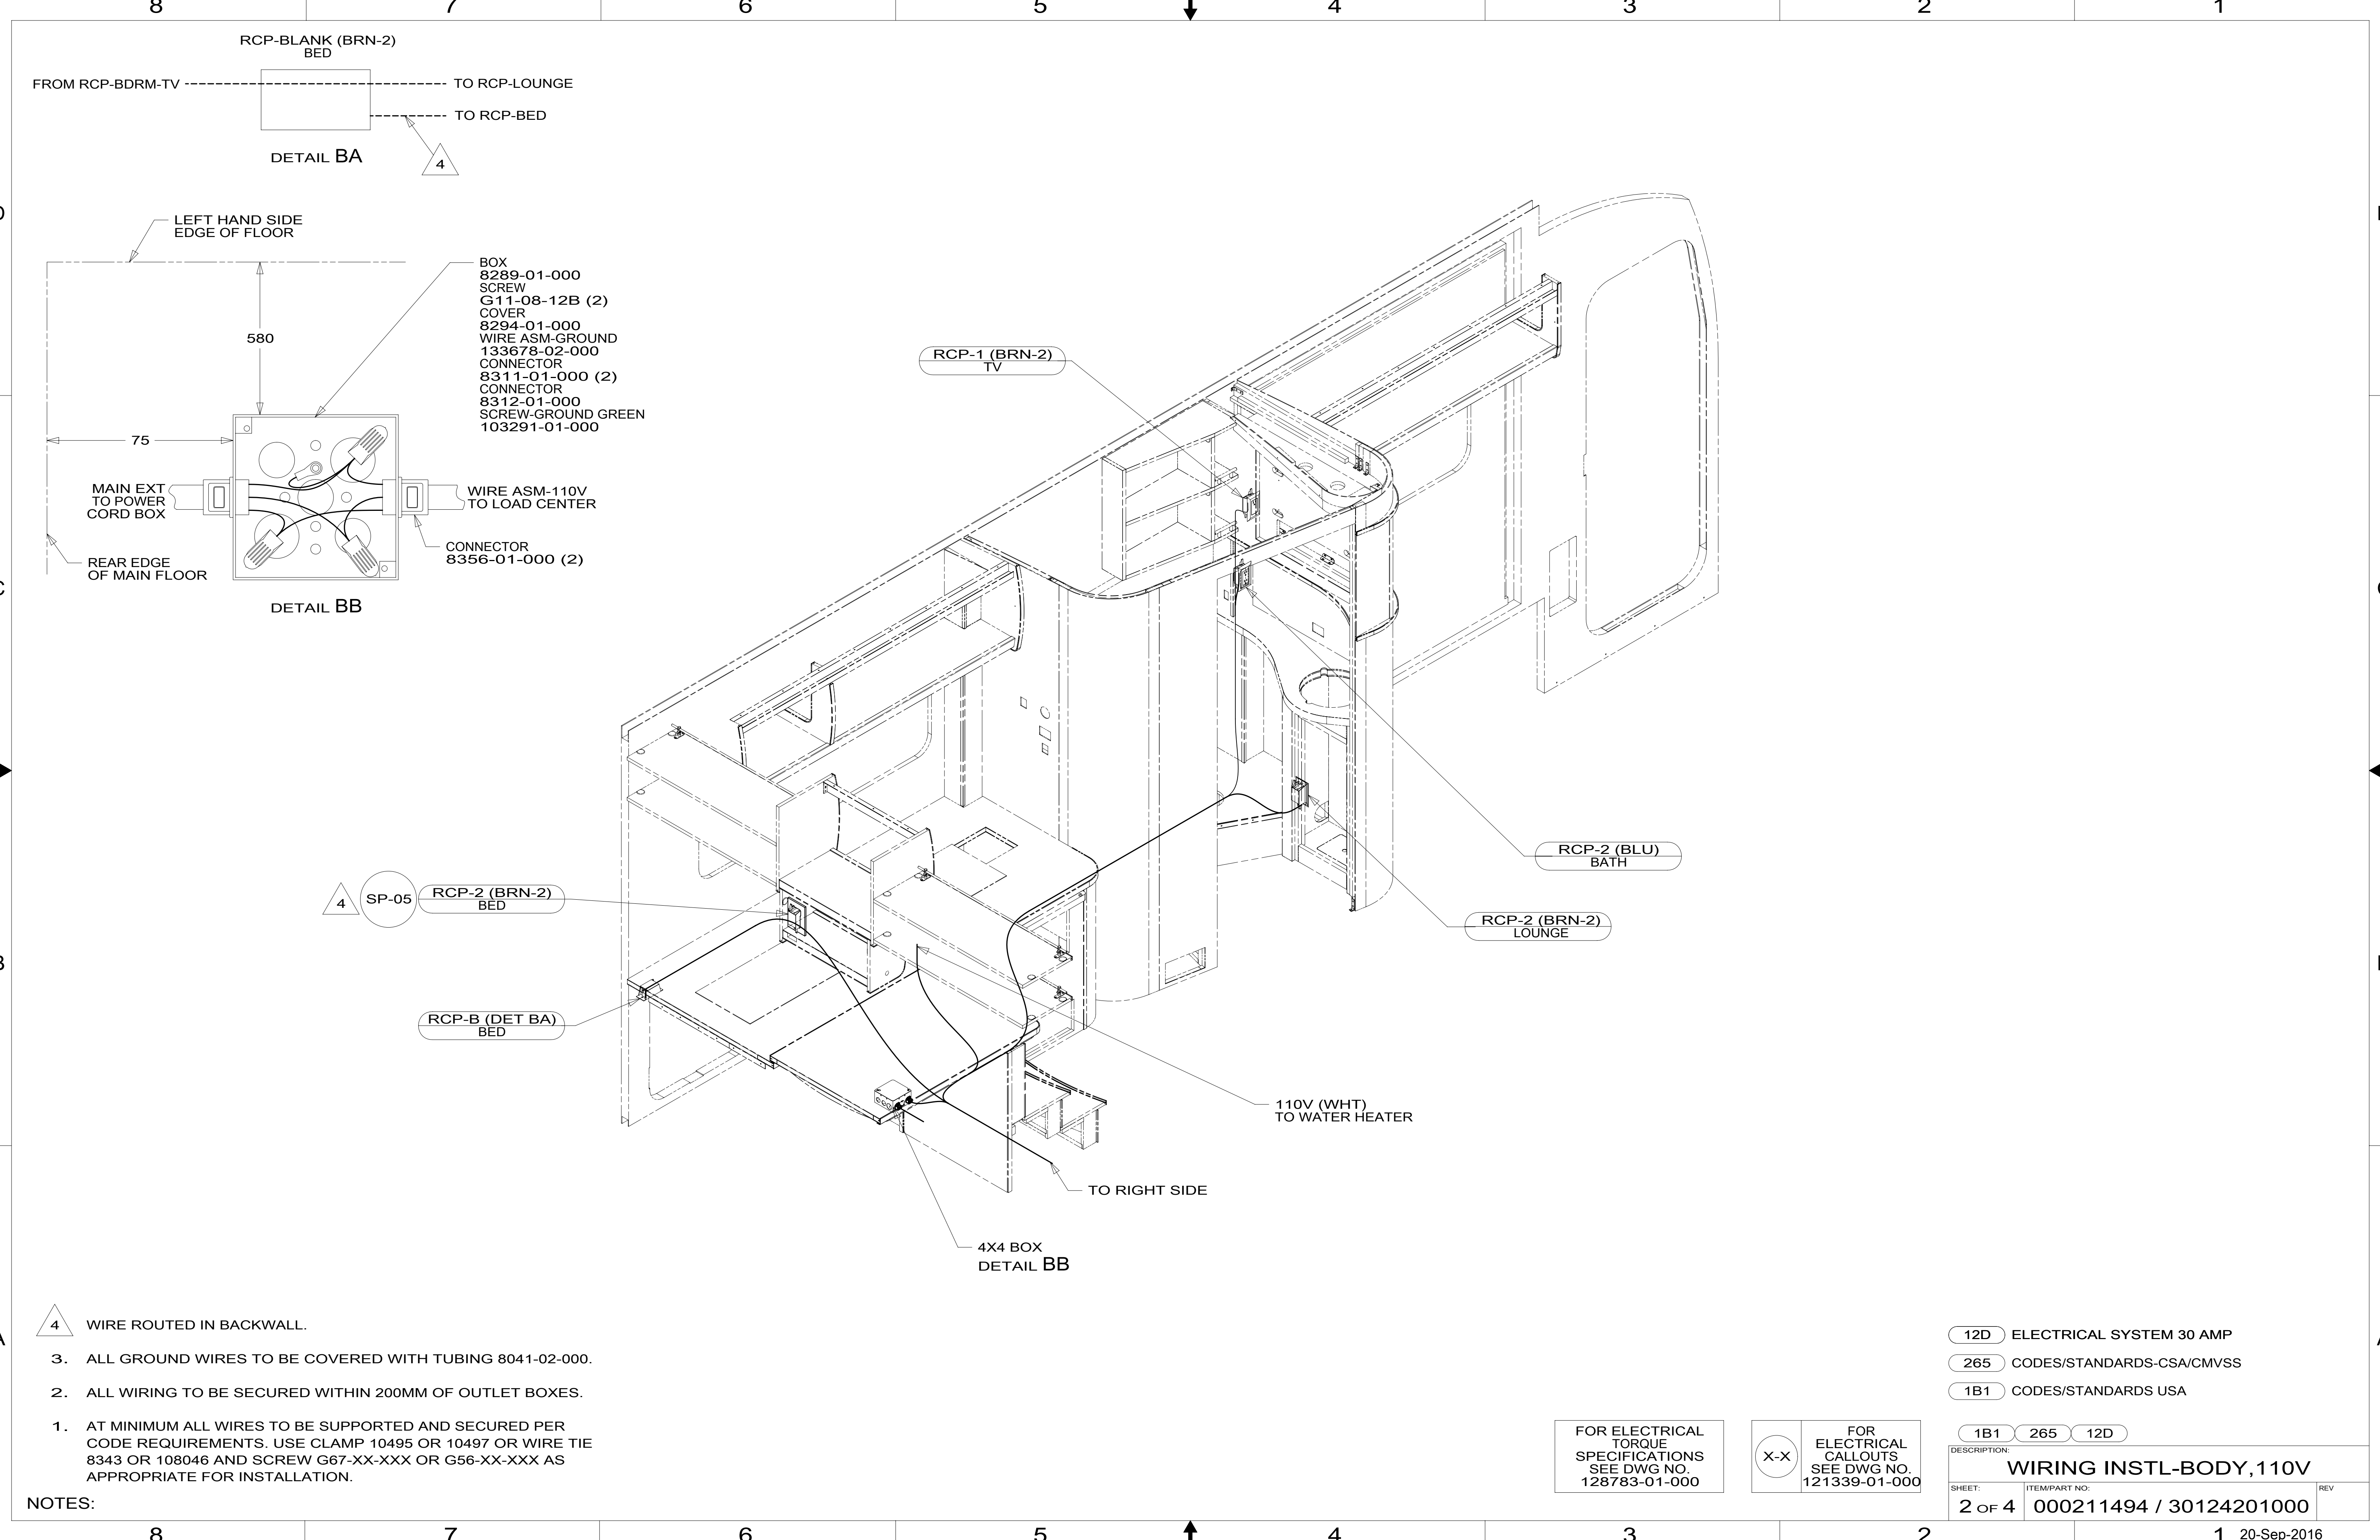 8 7 6 5 4 3 2 1
RCP-BLANK (BRN-2)
BED
FROM RCP-BDRM-TV
TO RCP-LOUNGE
TO RCP-BED
DETAIL BA
4
LEFT HAND SIDE
EDGE OF FLOOR
580
75
BOX
8289-01-000
SCREW
G11-08-12B (2)
COVER
8294-01-000
WIRE ASM-GROUND
133678-02-000
CONNECTOR
8311-01-000 (2)
CONNECTOR
8312-01-000
SCREW-GROUND GREEN
103291-01-000
MAIN EXT
TO POWER
CORD BOX
WIRE ASM-110V
TO LOAD CENTER
CONNECTOR
8356-01-000 (2)
REAR EDGE
OF MAIN FLOOR
DETAIL BB
RCP-1 (BRN-2)
TV
RCP-2 (BLU)
BATH
RCP-2 (BRN-2)
LOUNGE
4
SP-05
RCP-2 (BRN-2)
BED
RCP-B (DET BA)
BED
110V (WHT)
TO WATER HEATER
TO RIGHT SIDE
4X4 BOX
DETAIL BB
4 WIRE ROUTED IN BACKWALL.
3. ALL GROUND WIRES TO BE COVERED WITH TUBING 8041-02-000.
2. ALL WIRING TO BE SECURED WITHIN 200MM OF OUTLET BOXES.
1. AT MINIMUM ALL WIRES TO BE SUPPORTED AND SECURED PER
CODE REQUIREMENTS. USE CLAMP 10495 OR 10497 OR WIRE TIE
8343 OR 108046 AND SCREW G67-XX-XXX OR G56-XX-XXX AS
APPROPRIATE FOR INSTALLATION.
NOTES:
FOR ELECTRICAL
TORQUE
SPECIFICATIONS
SEE DWG NO.
128783-01-000
X-X
FOR
ELECTRICAL
CALLOUTS
SEE DWG NO.
121339-01-000
12D ELECTRICAL SYSTEM 30 AMP
265 CODES/STANDARDS-CSA/CMVSS
1B1 CODES/STANDARDS USA
1B1 265 12D
DESCRIPTION:
WIRING INSTL-BODY,110V
SHEET: ITEM/PART NO: REV
2 OF 4 000211494 / 30124201000
8 7 6 5 4 3 2 1
20-Sep-2016